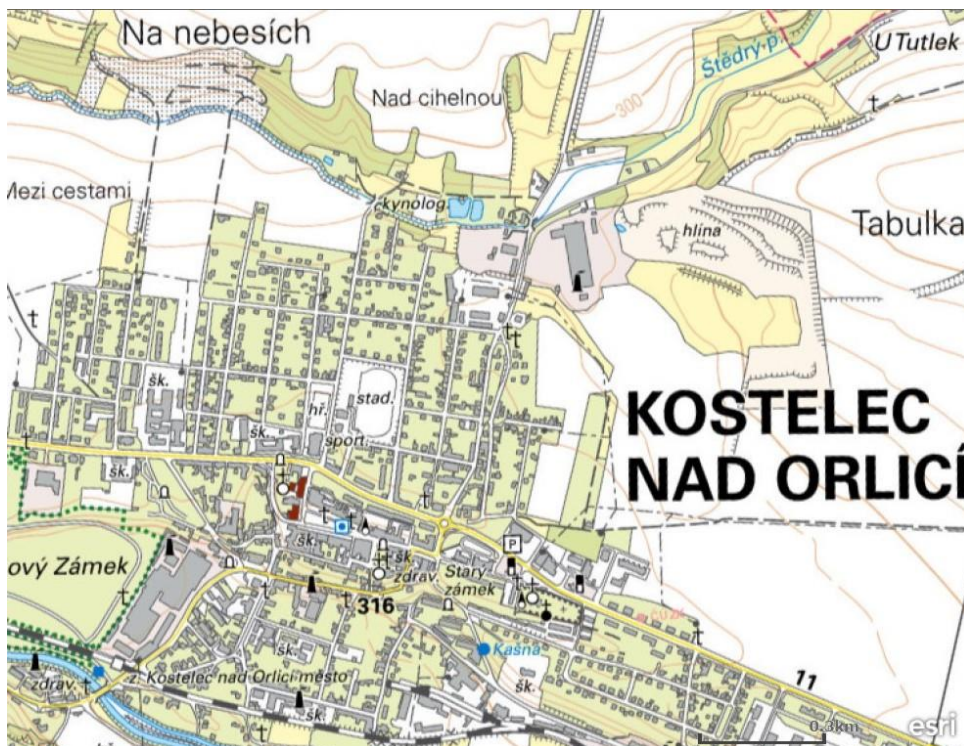 Na nebesích
Štědrý p.
U Tutlek
Nad cihelnou
300
Mezi cestami
kynolog.
hlína
Tabulka
šk.
hř.
stad.
šk.
sport.
KOSTELEC
NAD ORLICÍ
šk.
P
šk.
šk.
ový Zámek
zdrav.
Starý
zámek
316
Kašna
šk.
zdrav.
z. Kostelec nad Orlicí město
šk.
šk.
11
0.3km
esri